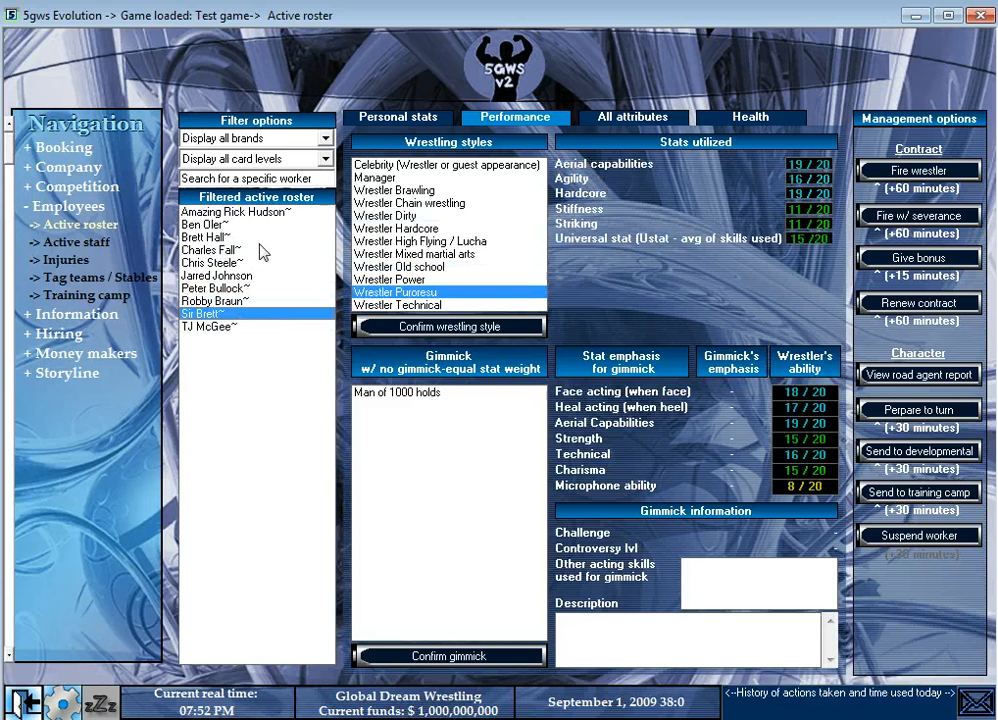 5gws Evolution -> Game loaded: Test game-> Active roster
5GWS
v2
Navigation
+ Booking
+ Company
+ Competition
- Employees
-> Active roster
-> Active staff
-> Injuries
-> Tag teams / Stables
-> Training camp
+ Information
+ Hiring
+ Money makers
+ Storyline
Filter options
Display all brands
Display all card levels
Search for a specific worker
Filtered active roster
Amazing Rick Hudson~
Ben Oler~
Brett Hall~
Charles Fall~
Chris Steele~
Jarred Johnson
Peter Bullock~
Robby Braun~
Sir Brett~
TJ McGee~
Personal stats
Performance
All attributes
Health
Wrestling styles
Celebrity (Wrestler or guest appearance)
Manager
Wrestler Brawling
Wrestler Chain wrestling
Wrestler Dirty
Wrestler Hardcore
Wrestler High Flying / Lucha
Wrestler Mixed martial arts
Wrestler Old school
Wrestler Power
Wrestler Puroresu
Wrestler Technical
Confirm wrestling style
Stats utilized
Aerial capabilities 19 / 20
Agility 16 / 20
Hardcore 19 / 20
Stiffness 11 / 20
Striking 11 / 20
Universal stat (Ustat - avg of skills used) 15 / 20
Gimmick
w/ no gimmick-equal stat weight
Man of 1000 holds
Confirm gimmick
Stat emphasis
for gimmick
Gimmick's
emphasis
Wrestler's
ability
Face acting (when face) - 18 / 20
Heal acting (when heel) - 17 / 20
Aerial Capabilities - 19 / 20
Strength - 15 / 20
Technical - 16 / 20
Charisma - 15 / 20
Microphone ability - 8 / 20
Gimmick information
Challenge -
Controversy lvl -
Other acting skills
used for gimmick
Description
Management options
Contract
Fire wrestler
^ (+60 minutes)
Fire w/ severance
^ (+60 minutes)
Give bonus
^ (+15 minutes)
Renew contract
^ (+60 minutes)
Character
View road agent report
Perpare to turn
^ (+30 minutes)
Send to developmental
^ (+30 minutes)
Send to training camp
^ (+30 minutes)
Suspend worker
^ (+30 minutes)
zZz
Current real time:
07:52 PM
Global Dream Wrestling
Current funds: $ 1,000,000,000
September 1, 2009 38:0
<--History of actions taken and time used today -->